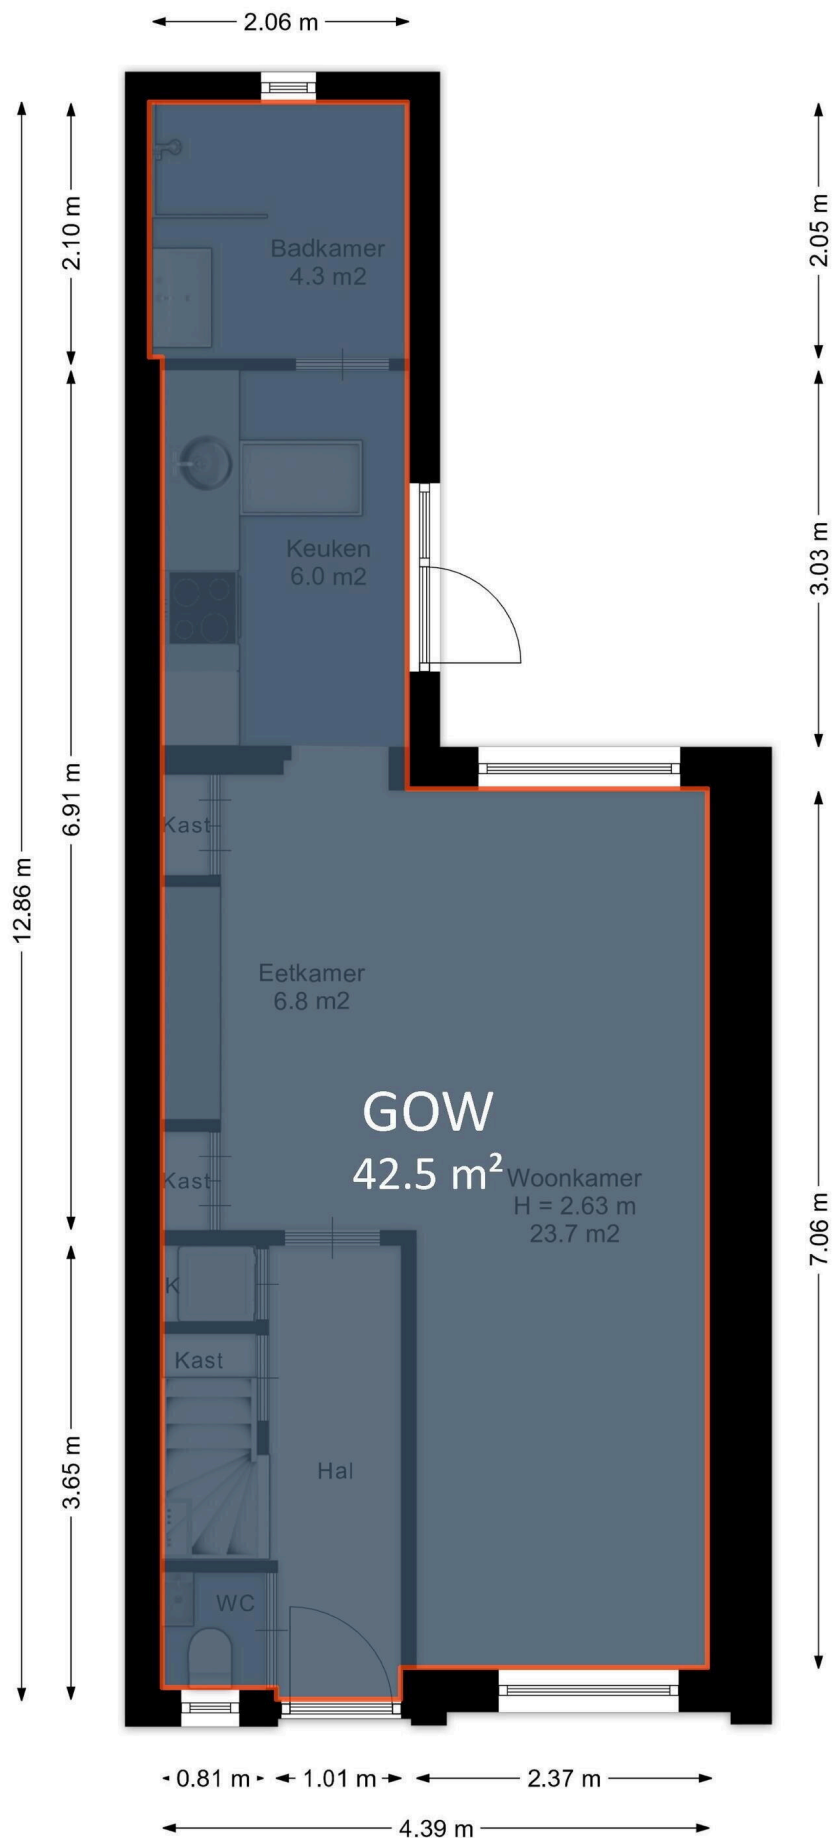 2.06 m
2.10 m
2.05 m
Badkamer
4.3 m2
3.03 m
Keuken
6.0 m2
6.91 m
12.86 m
Kast
Eetkamer
6.8 m2
GOW
42.5 m²
Kast
Woonkamer
H = 2.63 m
23.7 m2
7.06 m
K
Kast
3.65 m
Hal
WC
0.81 m
1.01 m
2.37 m
4.39 m